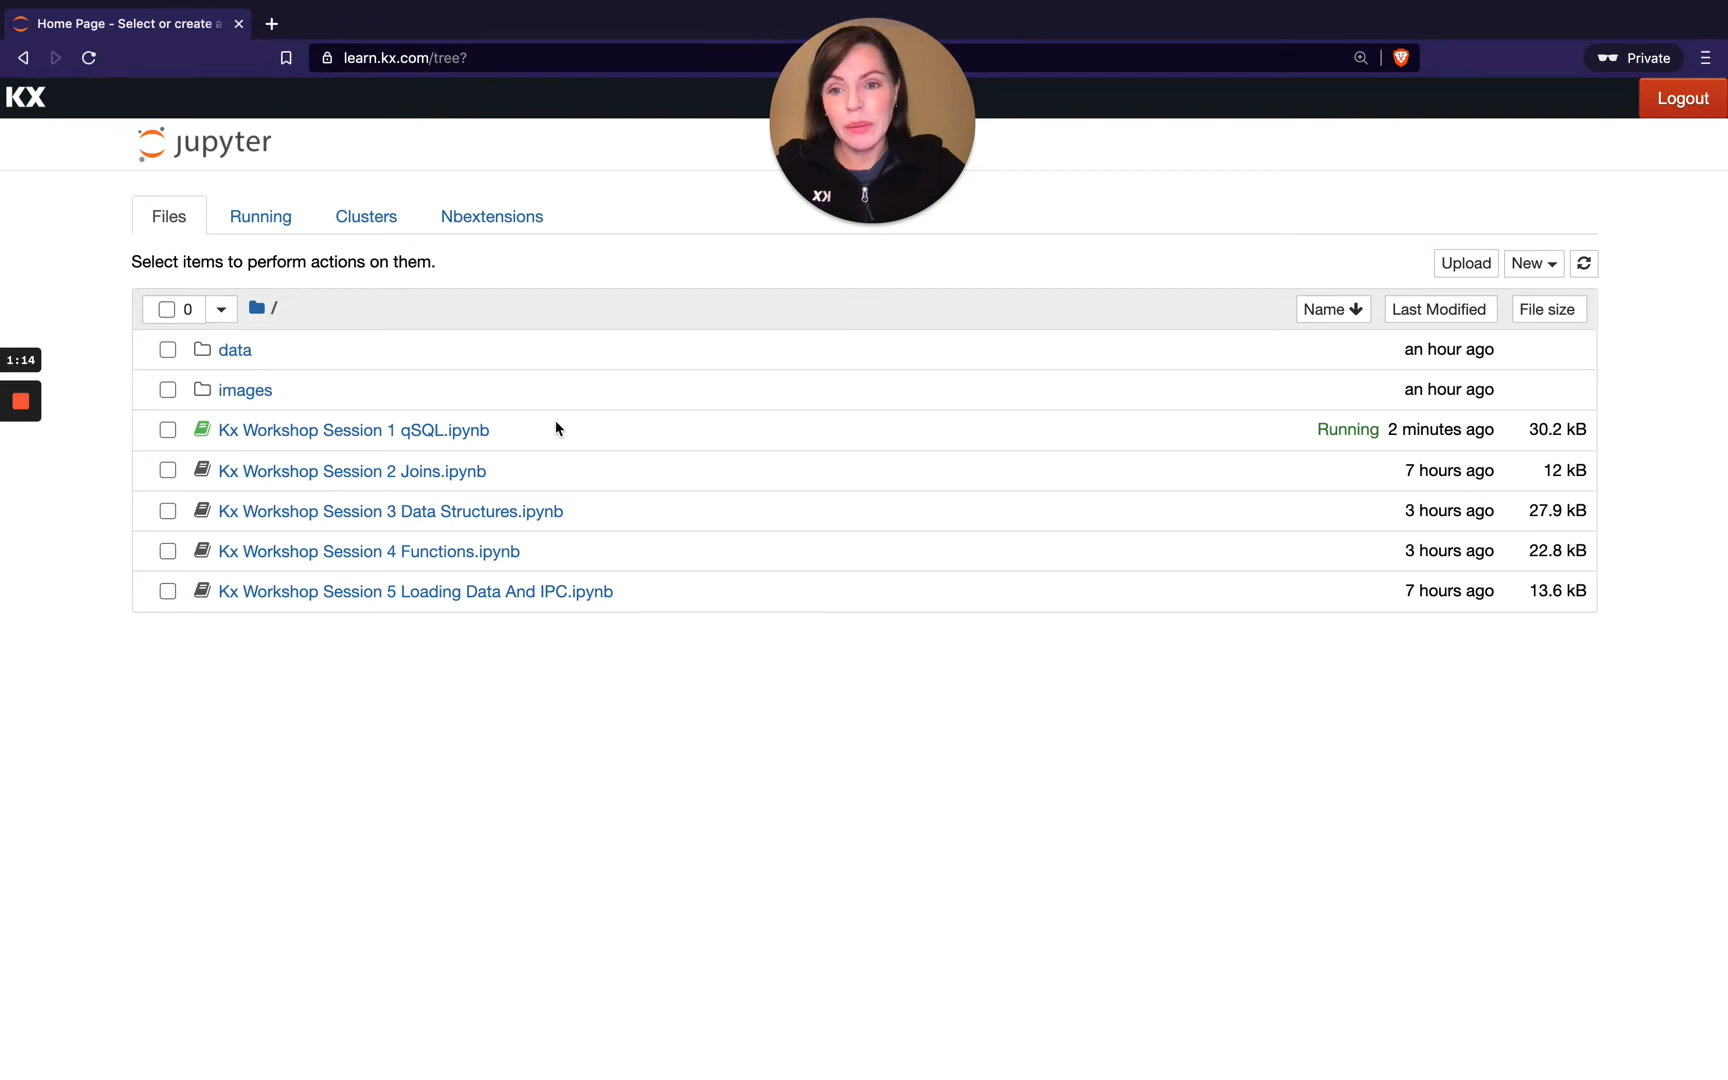 Home Page - Select or create a
learn.kx.com/tree?
Private
KX
Logout
jupyter
KX
Files
Running
Clusters
Nbextensions
Select items to perform actions on them.
Upload
New
0
/
Name
Last Modified
File size
data
an hour ago
1:14
images
an hour ago
Kx Workshop Session 1 qSQL.ipynb
Running 2 minutes ago
30.2 kB
Kx Workshop Session 2 Joins.ipynb
7 hours ago
12 kB
Kx Workshop Session 3 Data Structures.ipynb
3 hours ago
27.9 kB
Kx Workshop Session 4 Functions.ipynb
3 hours ago
22.8 kB
Kx Workshop Session 5 Loading Data And IPC.ipynb
7 hours ago
13.6 kB